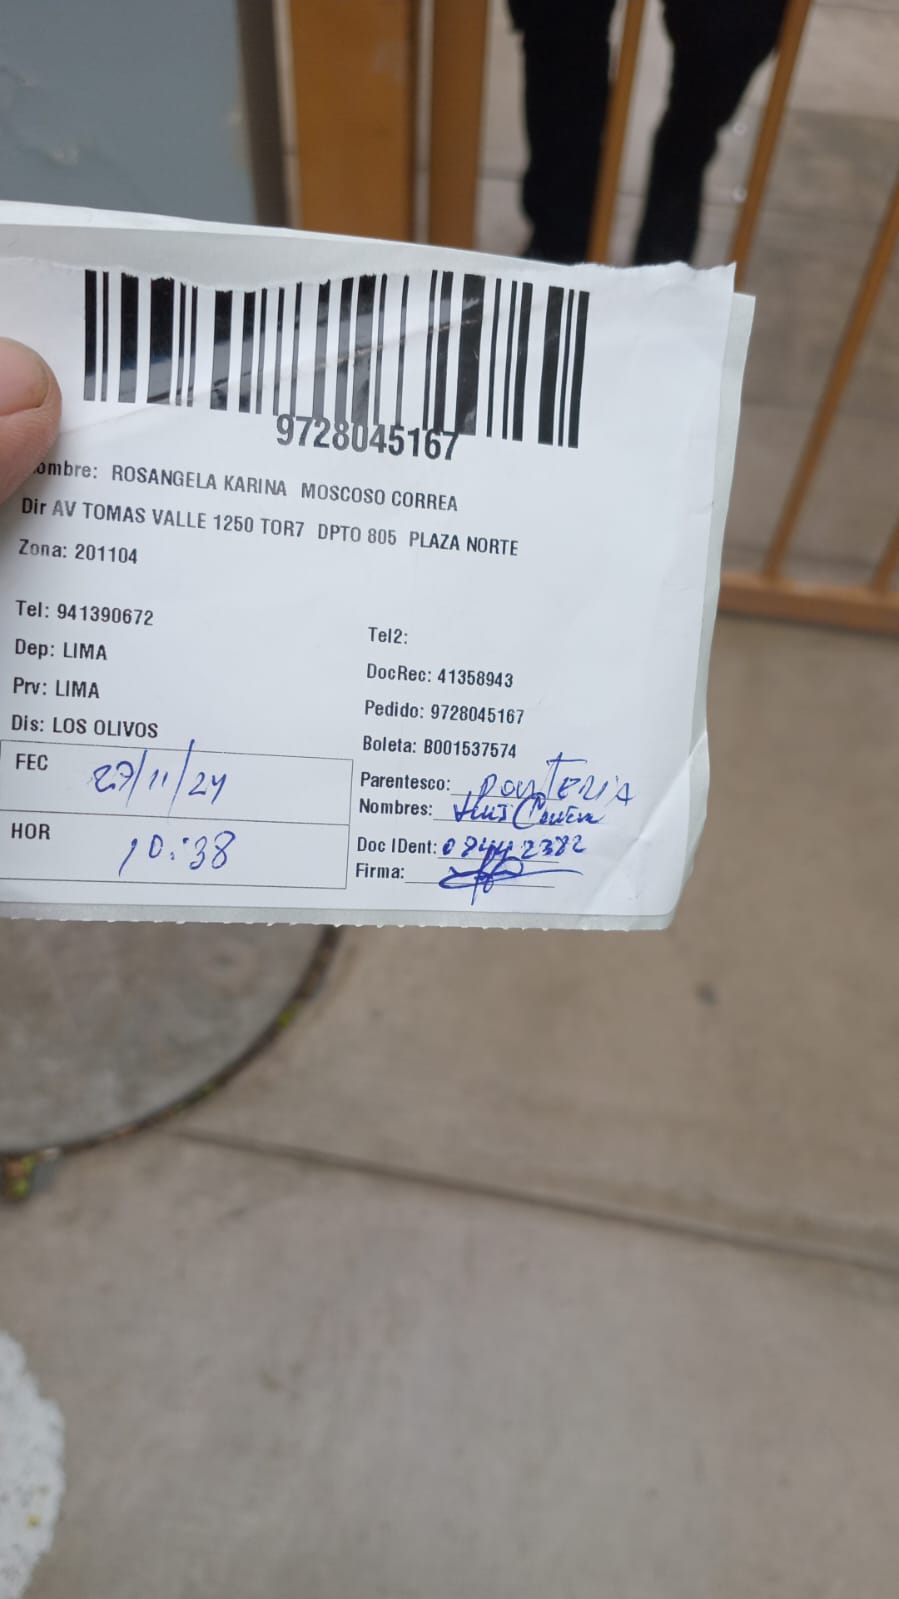 9728045167
ombre: ROSANGELA KARINA MOSCOSO CORREA
Dir AV TOMAS VALLE 1250 TOR7 DPTO 805 PLAZA NORTE
Zona: 201104
Tel: 941390672
Tel2:
Dep: LIMA
DocRec: 41358943
Prv: LIMA
Pedido: 9728045167
Dis: LOS OLIVOS
Boleta: B001537574
FEC 27/11/24
Parentesco: PONTERIA
Nombres:
HOR 10:38
Doc IDent:
Firma: